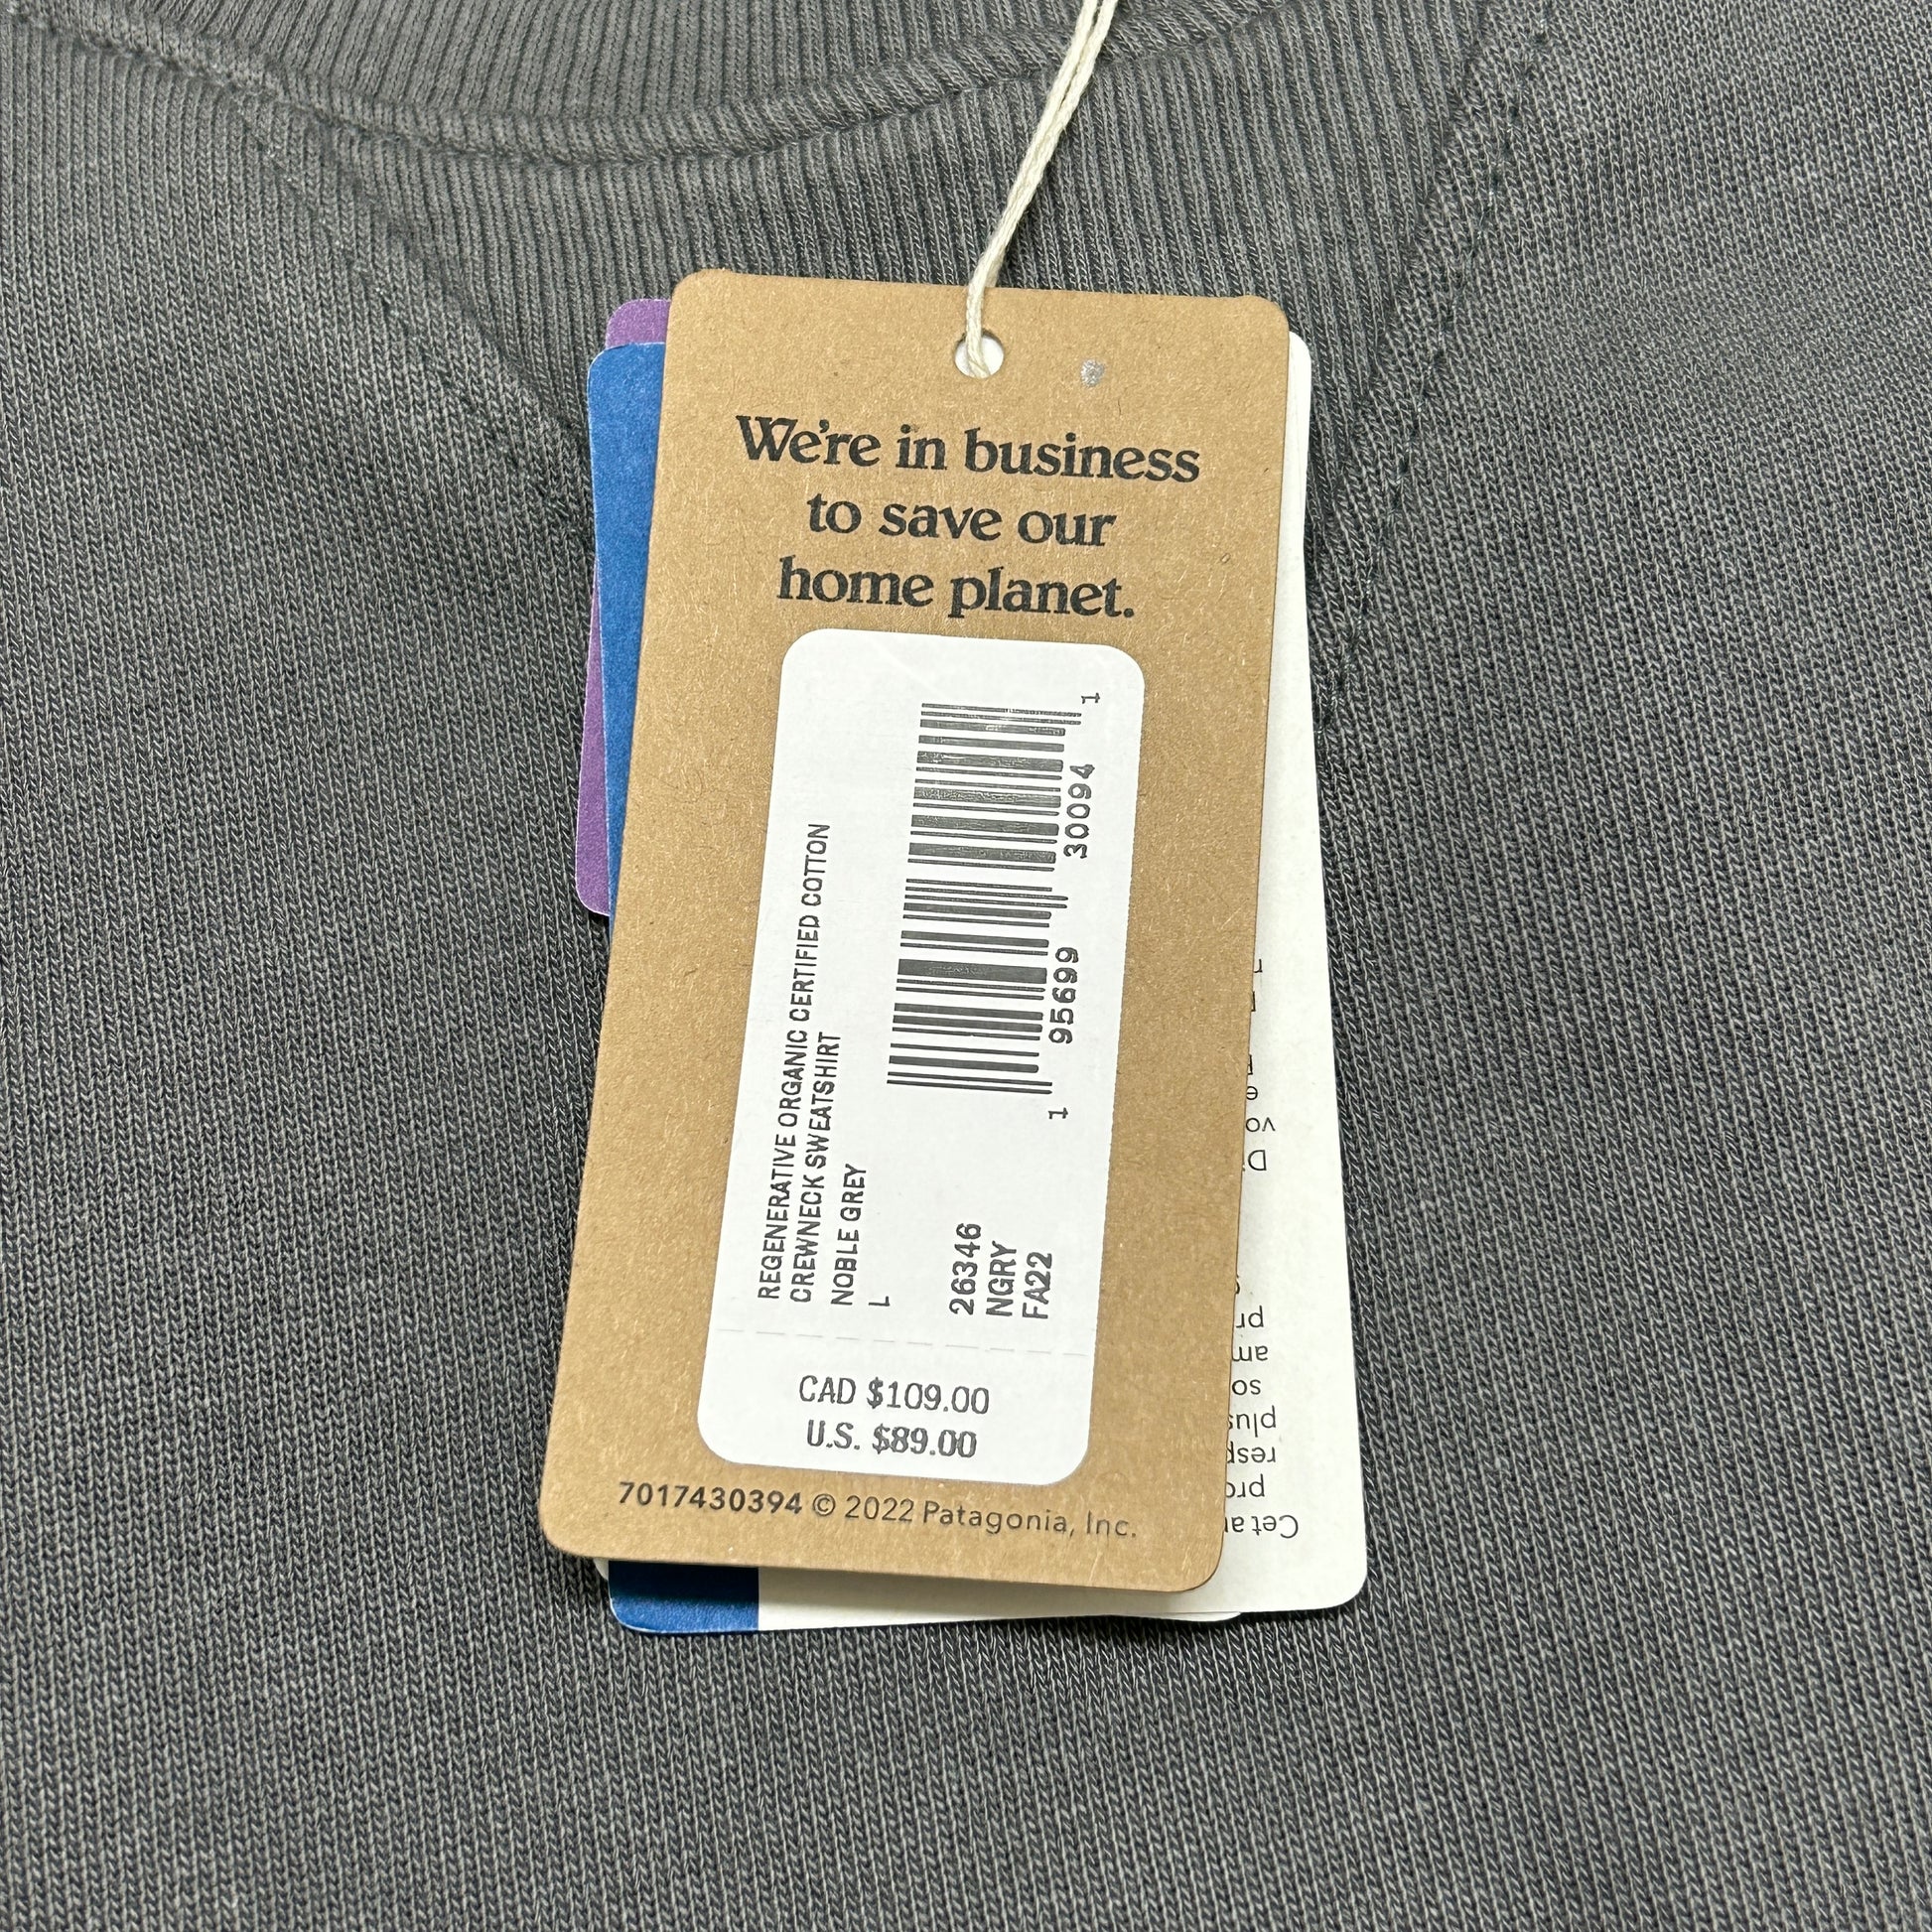 We're in business
to save our
home planet.
REGENERATIVE ORGANIC CERTIFIED COTTON
CREWNECK SWEATSHIRT
NOBLE GREY
L
26346
NGRY
FA22
1 95699 30094 1
CAD $109.00
U.S. $89.00
7017430394 © 2022 Patagonia, Inc.